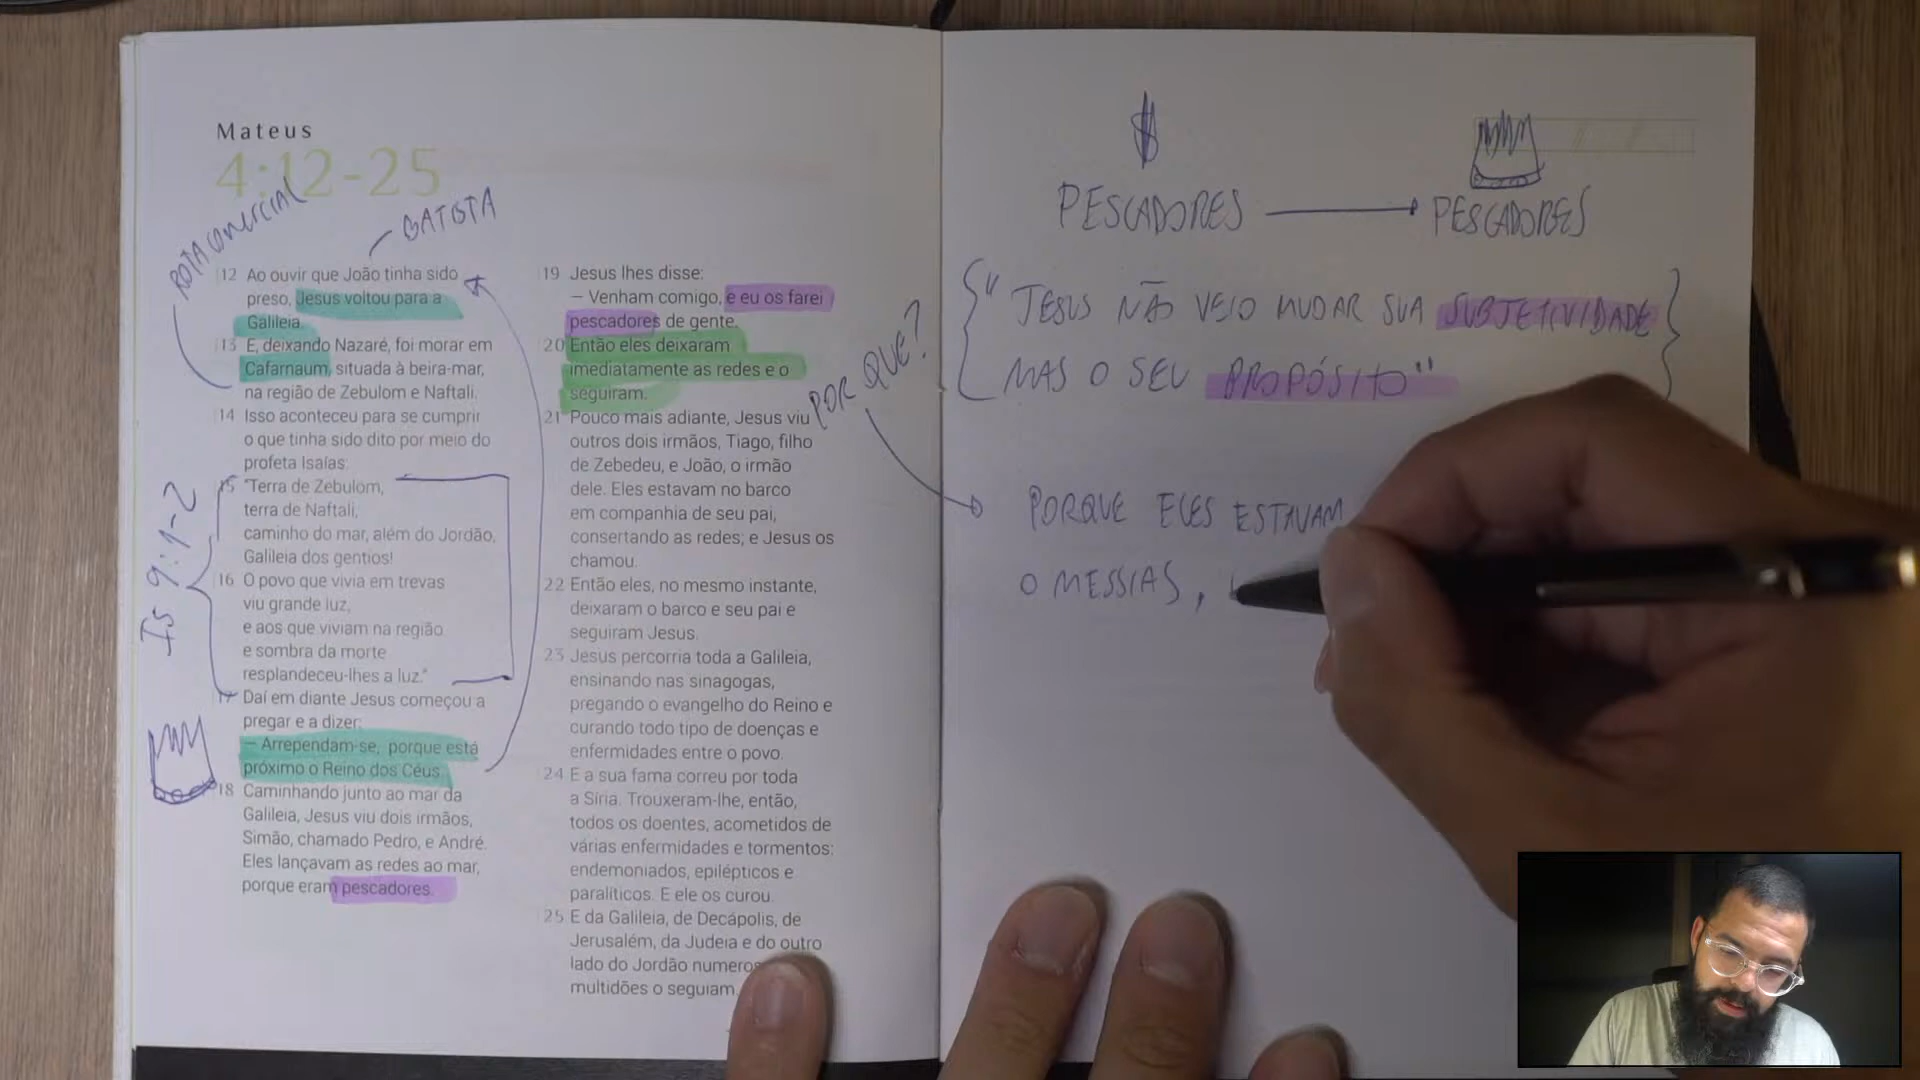 Mateus
4:12-25
ROTA COMERCIAL
BATISTA
12 Ao ouvir que João tinha sido
preso, Jesus voltou para a
Galileia.
13 E, deixando Nazaré, foi morar em
Cafarnaum, situada à beira-mar,
na região de Zebulom e Naftali.
14 Isso aconteceu para se cumprir
o que tinha sido dito por meio do
profeta Isaías:
Is 9:1-2
15 "Terra de Zebulom,
terra de Naftali,
caminho do mar, além do Jordão,
Galileia dos gentios!
16 O povo que vivia em trevas
viu grande luz,
e aos que viviam na região
e sombra da morte
resplandeceu-lhes a luz."
17 Daí em diante Jesus começou a
pregar e a dizer:
— Arrependam-se, porque está
próximo o Reino dos Céus.
18 Caminhando junto ao mar da
Galileia, Jesus viu dois irmãos,
Simão, chamado Pedro, e André.
Eles lançavam as redes ao mar,
porque eram pescadores.
19 Jesus lhes disse:
— Venham comigo, e eu os farei
pescadores de gente.
20 Então eles deixaram
imediatamente as redes e o
seguiram.
21 Pouco mais adiante, Jesus viu
outros dois irmãos, Tiago, filho
de Zebedeu, e João, o irmão
dele. Eles estavam no barco
em companhia de seu pai,
consertando as redes; e Jesus os
chamou.
22 Então eles, no mesmo instante,
deixaram o barco e seu pai e
seguiram Jesus.
23 Jesus percorria toda a Galileia,
ensinando nas sinagogas,
pregando o evangelho do Reino e
curando todo tipo de doenças e
enfermidades entre o povo.
24 E a sua fama correu por toda
a Síria. Trouxeram-lhe, então,
todos os doentes, acometidos de
várias enfermidades e tormentos:
endemoniados, epilépticos e
paralíticos. E ele os curou.
25 E da Galileia, de Decápolis, de
Jerusalém, da Judeia e do outro
lado do Jordão
multidões o seguiam.
POR QUE?
$
PESCADORES PESCADORES
"JESUS NÃO VEIO MUDAR SUA SUBJETIVIDADE
MAS O SEU PROPÓSITO"
PORQUE ELES ESTAVAM
O MESSIAS,